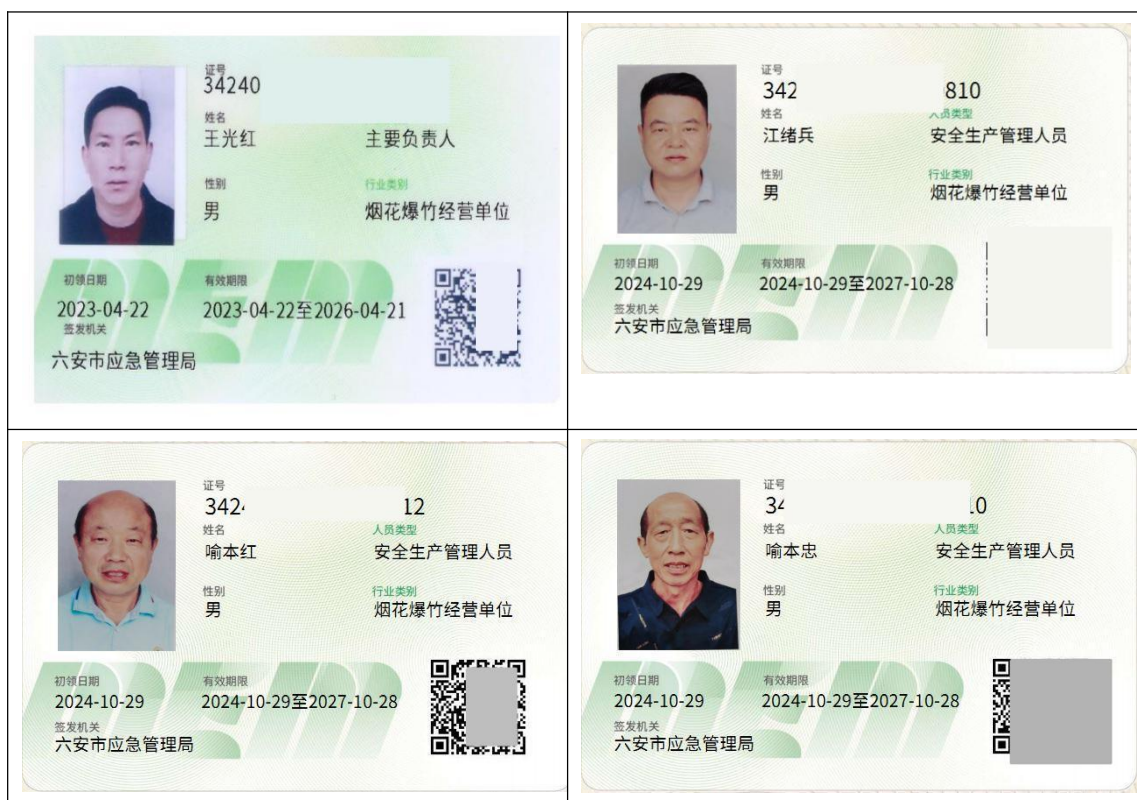 证号
34240
姓名
王光红 主要负责人
性别 行业类别
男 烟花爆竹经营单位
初领日期 有效期限
2023-04-22 2023-04-22至2026-04-21
签发机关
六安市应急管理局
证号
342 810
姓名 人员类型
江绪兵 安全生产管理人员
性别 行业类别
男 烟花爆竹经营单位
初领日期 有效期限
2024-10-29 2024-10-29至2027-10-28
签发机关
六安市应急管理局
证号
342 12
姓名 人员类型
喻本红 安全生产管理人员
性别 行业类别
男 烟花爆竹经营单位
初领日期 有效期限
2024-10-29 2024-10-29至2027-10-28
签发机关
六安市应急管理局
证号
34 0
姓名 人员类型
喻本忠 安全生产管理人员
性别 行业类别
男 烟花爆竹经营单位
初领日期 有效期限
2024-10-29 2024-10-29至2027-10-28
签发机关
六安市应急管理局